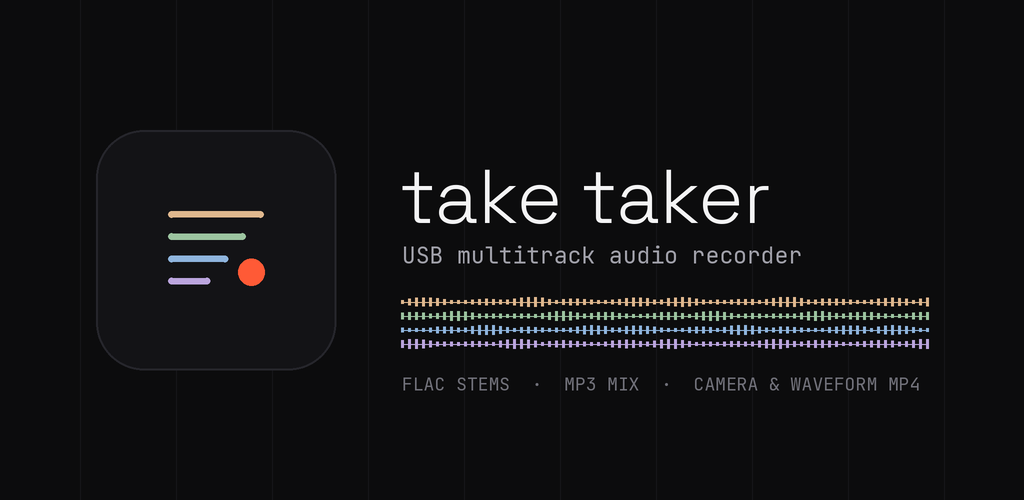 take taker
USB multitrack audio recorder
FLAC STEMS · MP3 MIX · CAMERA & WAVEFORM MP4